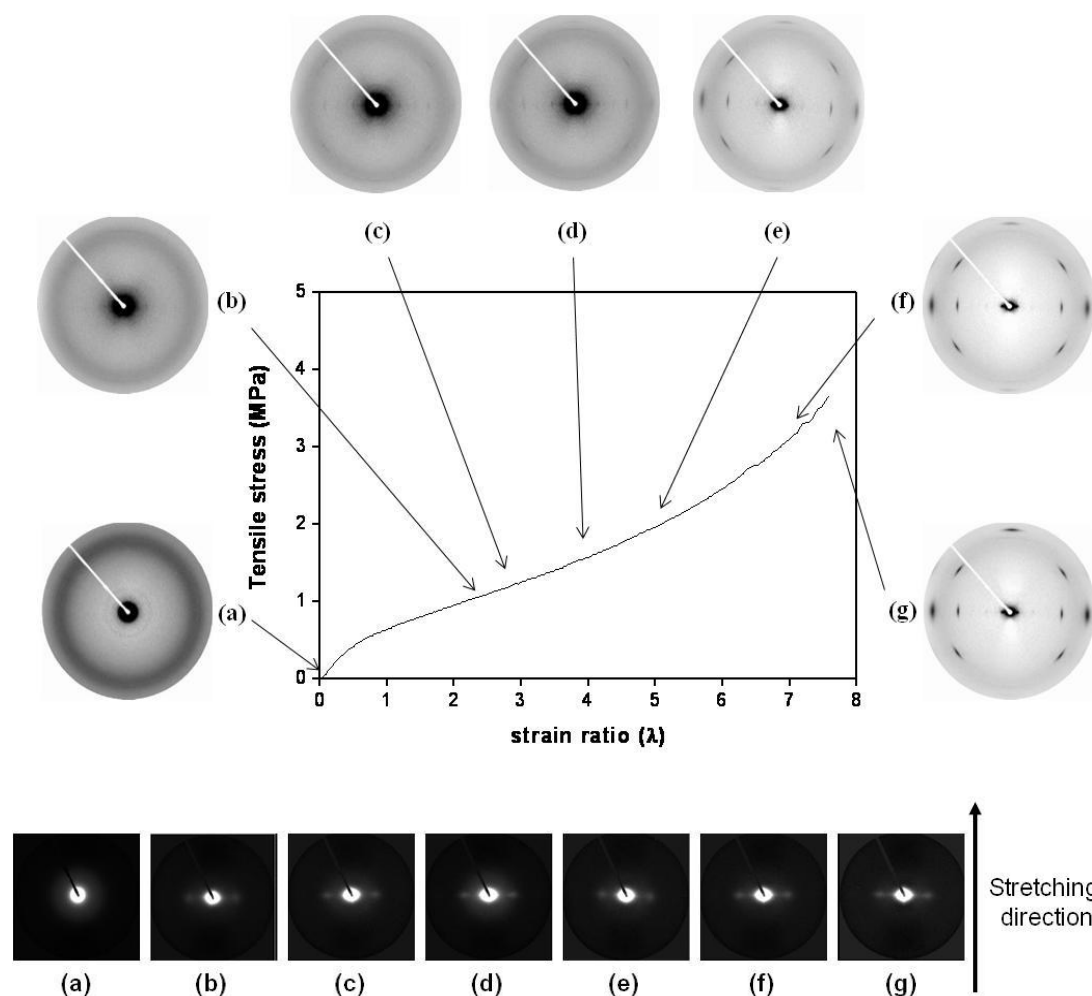 (c)
(d)
(e)
(b)
(f)
(a)
(g)
5
4
3
2
1
0
Tensile stress (MPa)
0 1 2 3 4 5 6 7 8
strain ratio (λ)
Stretching
direction
(a) (b) (c) (d) (e) (f) (g)